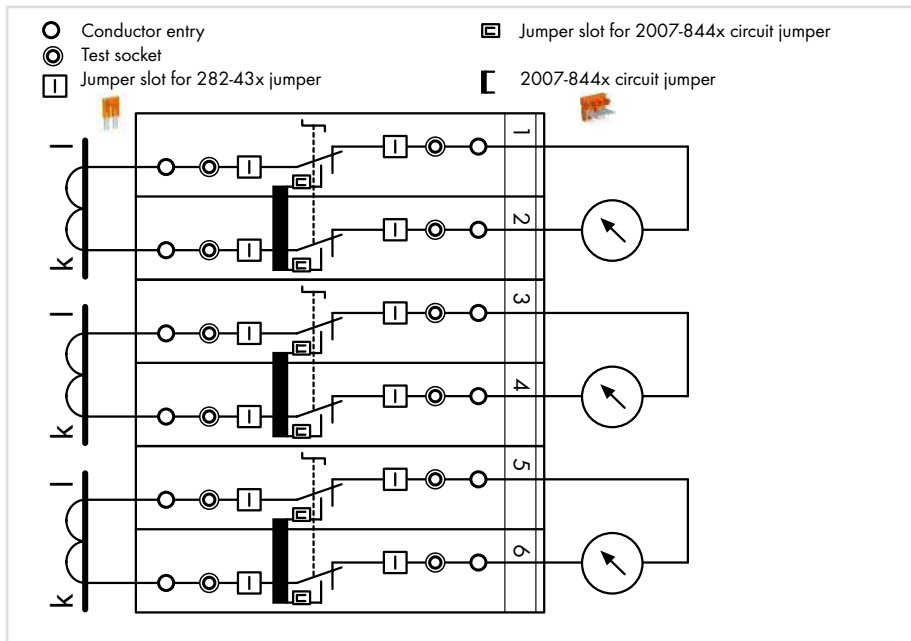 Conductor entry
Jumper slot for 2007-844x circuit jumper
Test socket
Jumper slot for 282-43x jumper
2007-844x circuit jumper
l
1
2
k
l
3
4
k
l
5
6
k